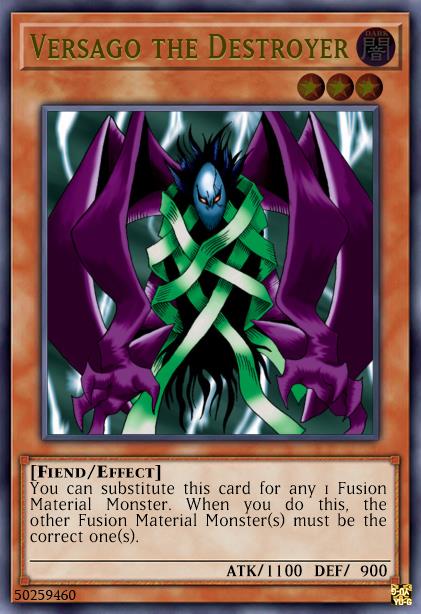 VERSAGO THE DESTROYER
DARK
闇
[FIEND/EFFECT]
You can substitute this card for any 1 Fusion
Material Monster. When you do this, the
other Fusion Material Monster(s) must be the
correct one(s).
ATK/1100 DEF/ 900
50259460